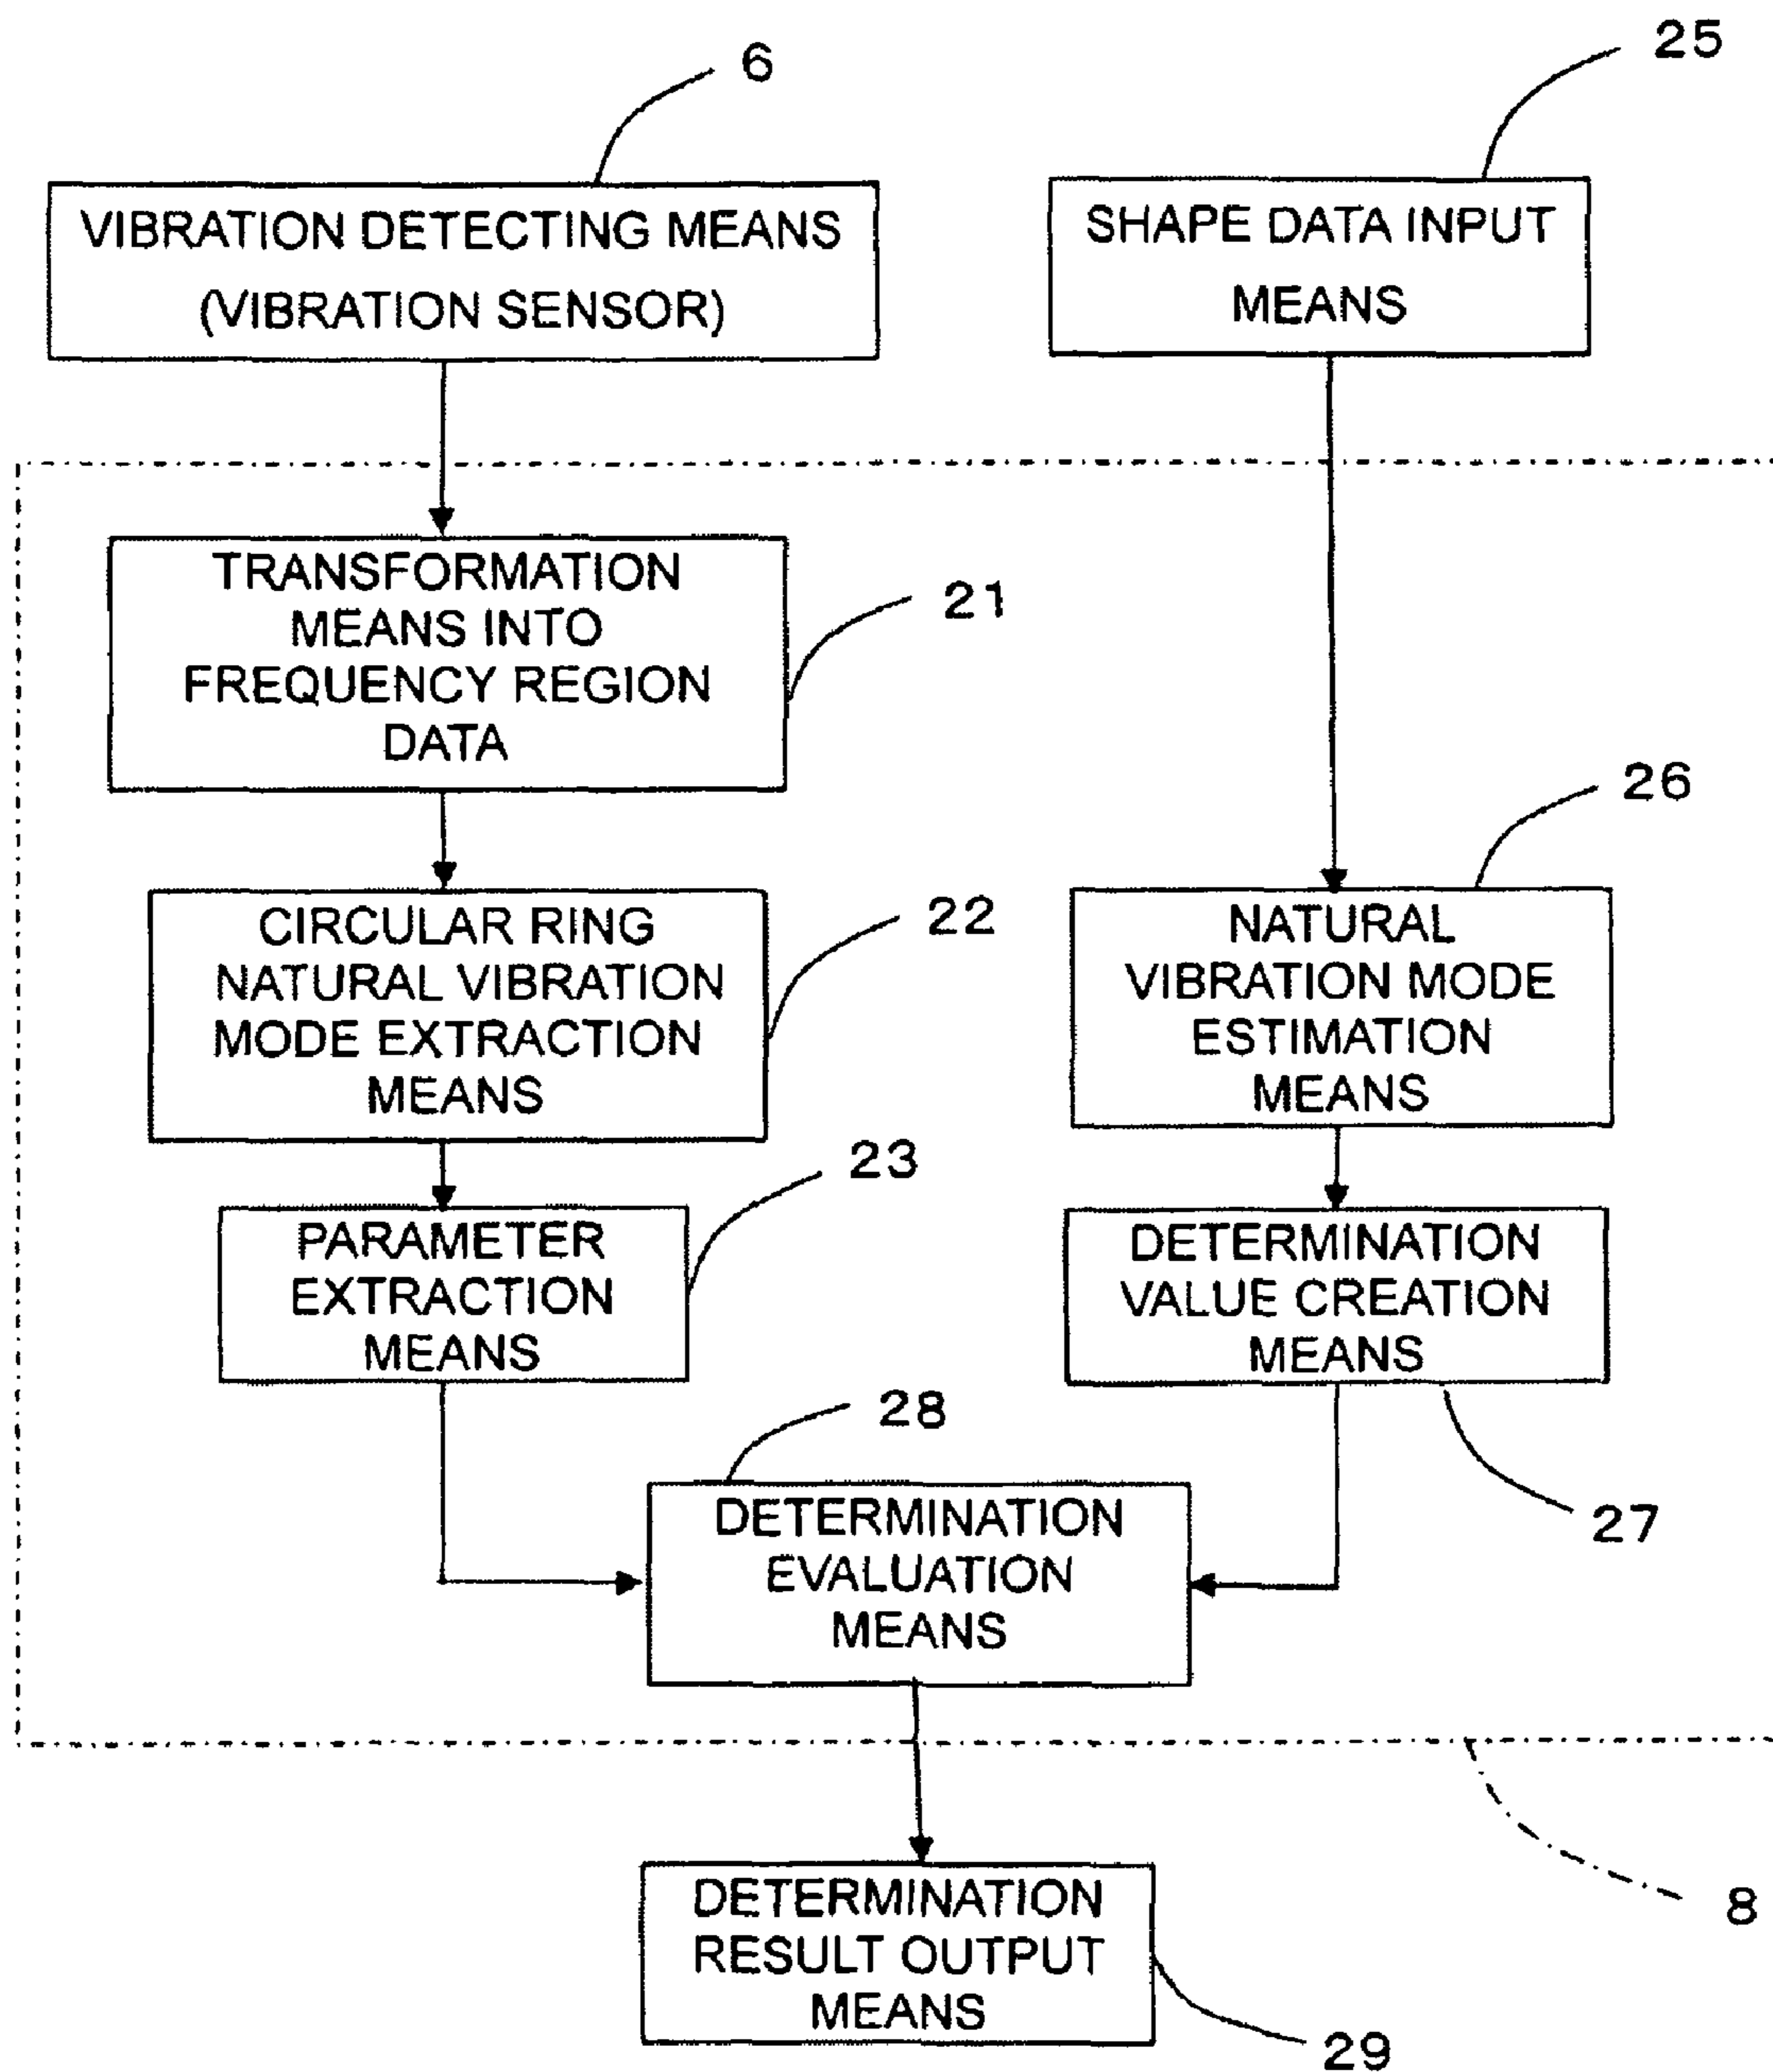 6
25
VIBRATION DETECTING MEANS
(VIBRATION SENSOR)
SHAPE DATA INPUT
MEANS
TRANSFORMATION
MEANS INTO
FREQUENCY REGION
DATA
21
26
CIRCULAR RING
NATURAL VIBRATION
MODE EXTRACTION
MEANS
22
NATURAL
VIBRATION MODE
ESTIMATION
MEANS
23
PARAMETER
EXTRACTION
MEANS
DETERMINATION
VALUE CREATION
MEANS
28
27
DETERMINATION
EVALUATION
MEANS
8
DETERMINATION
RESULT OUTPUT
MEANS
29